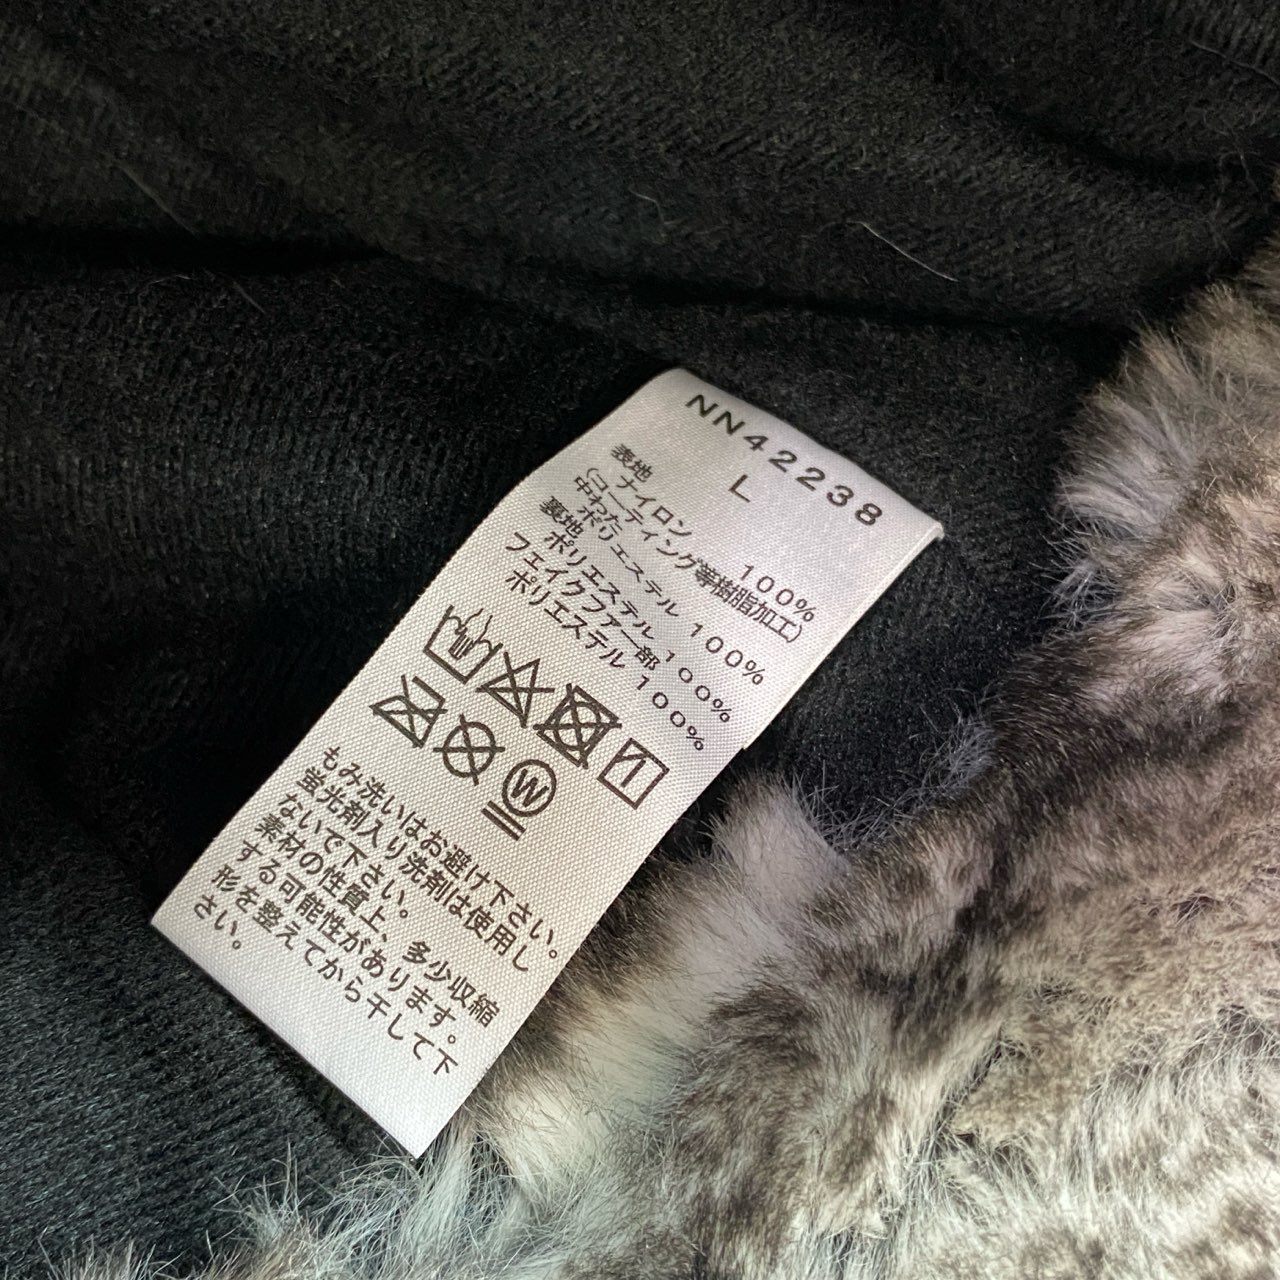 NN42238
L
表地
ナイロン 100%
(コーティング等樹脂加工)
中わた
ポリエステル 100%
裏地
ポリエステル 100%
フェイクファー部
ポリエステル 100%
W
もみ洗いはお避け下さい。
蛍光剤入り洗剤は使用し
ないで下さい。
素材の性質上、多少収縮
する可能性があります。
形を整えてから干して下
さい。